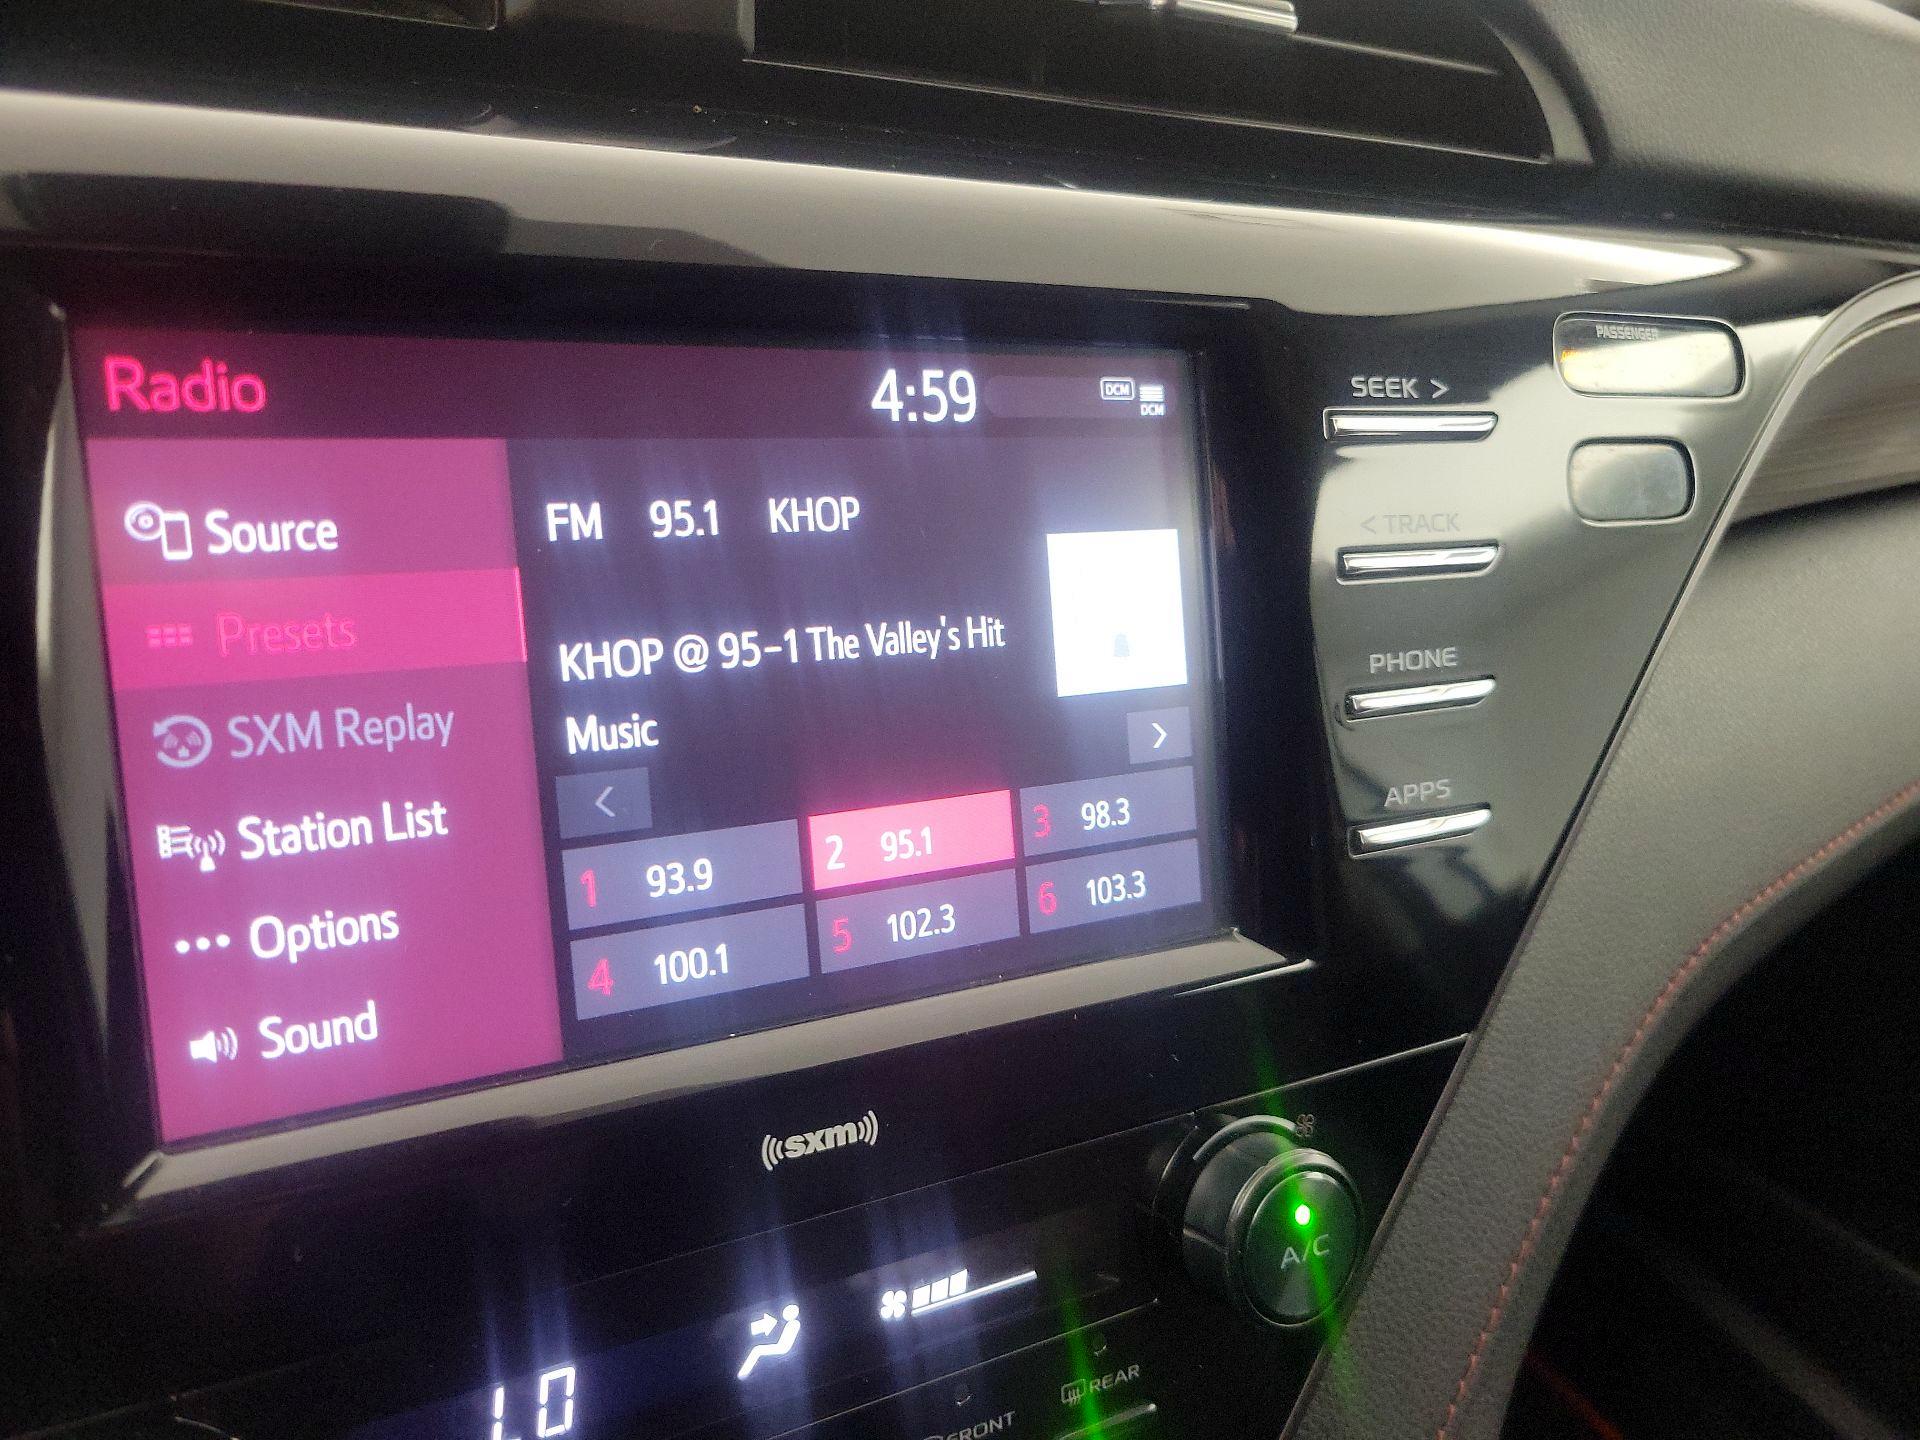 PASSENGER
Radio
4:59
DCM
DCM
SEEK >
Source
FM 95.1 KHOP
< TRACK
Presets
KHOP @ 95-1 The Valley's Hit
Music
PHONE
SXM Replay
<
>
APPS
Station List
1 93.9
2 95.1
3 98.3
4 100.1
5 102.3
6 103.3
Options
Sound
((sxm))
A/C
LO
FRONT
REAR